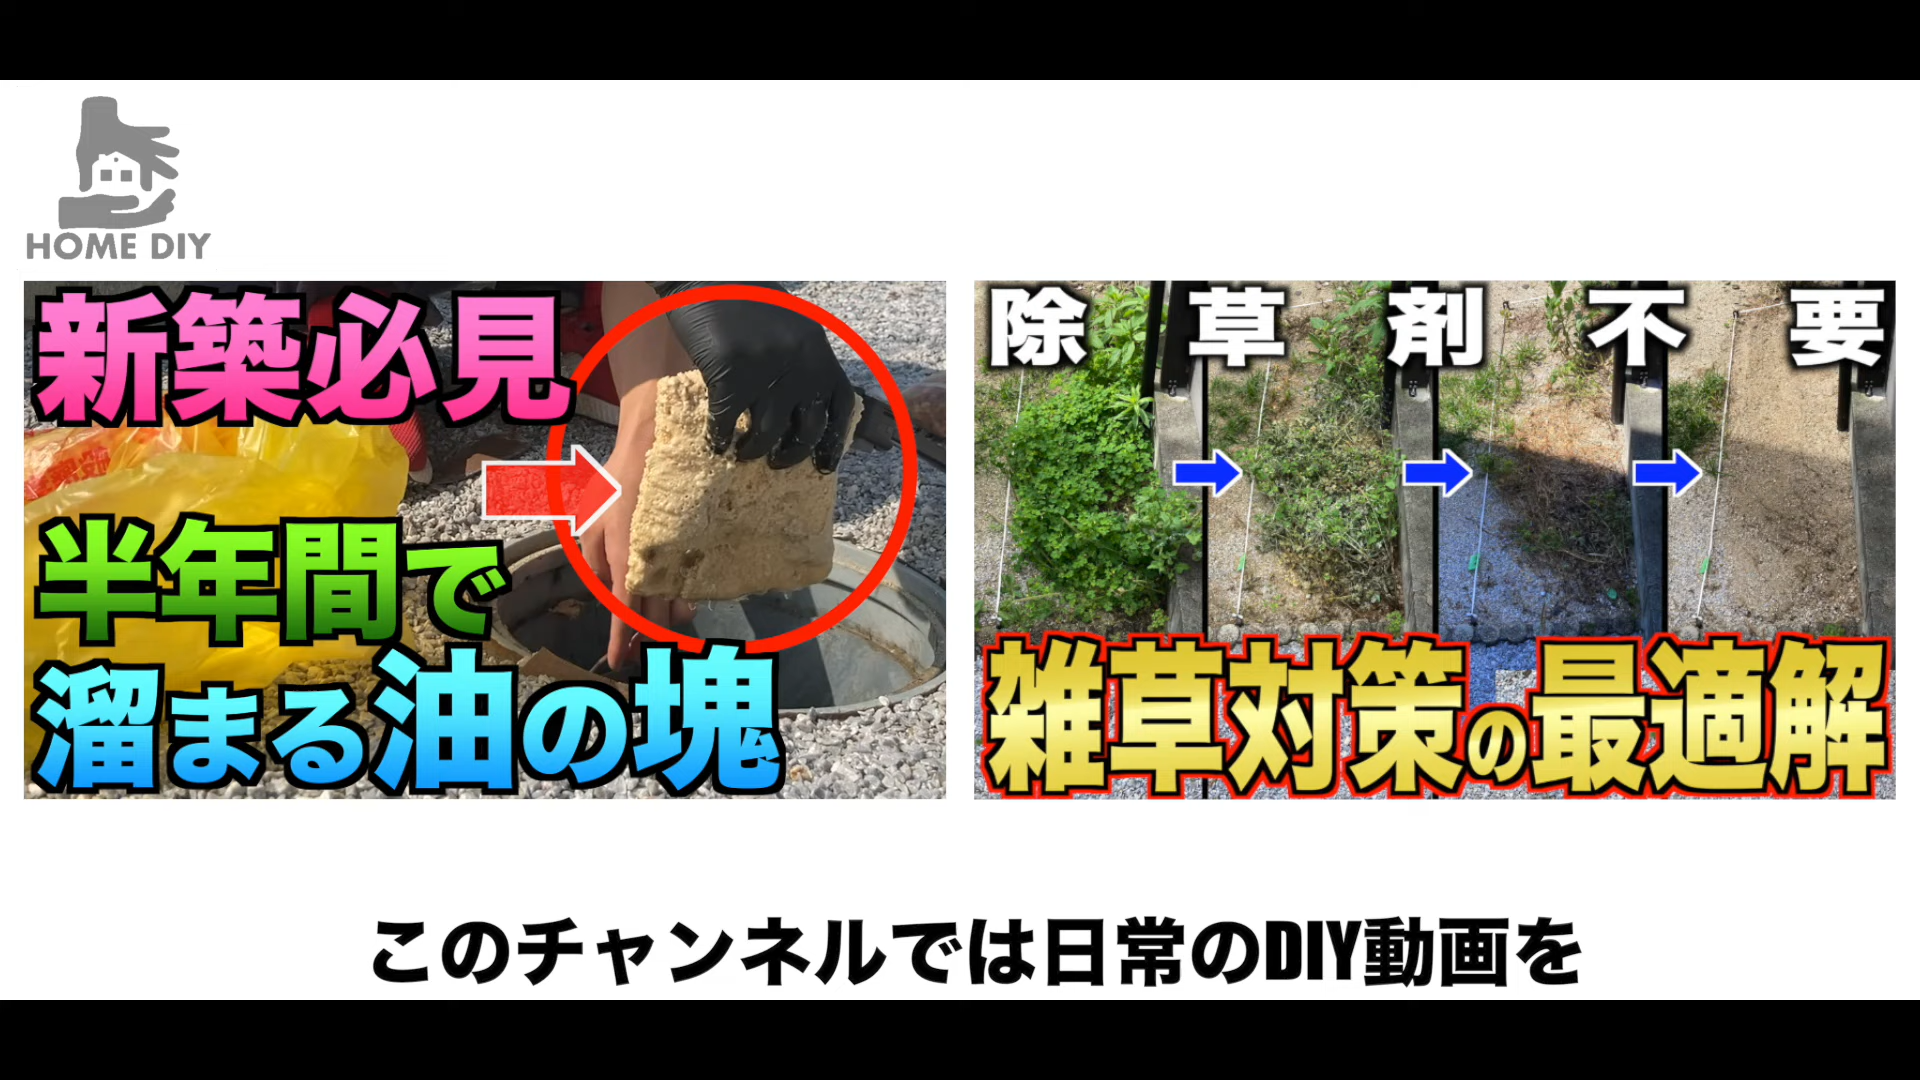 HOME DIY
新築必見
半年間で
溜まる油の塊
除草剤不要
雑草対策の最適解
このチャンネルでは日常のDIY動画を